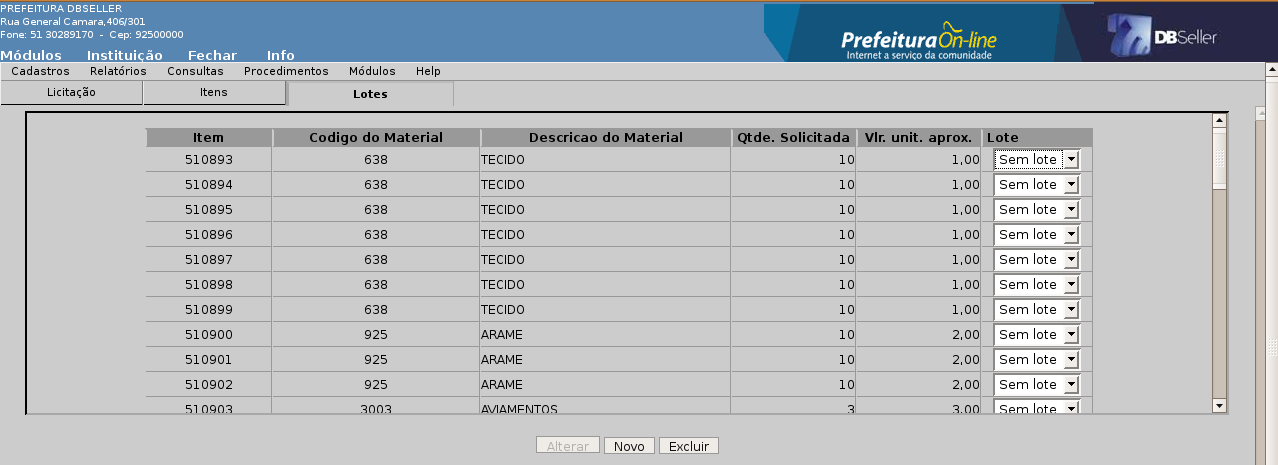 PREFEITURA DBSELLER
Rua General Camara,406/301
Fone: 51 30289170 - Cep: 92500000
Prefeitura On-line
Internet a serviço da comunidade
DBSeller
Módulos Instituição Fechar Info
Cadastros Relatórios Consultas Procedimentos Módulos Help
Licitação Itens Lotes
Item Codigo do Material Descricao do Material Qtde. Solicitada Vlr. unit. aprox. Lote
510893 638 TECIDO 10 1,00 Sem lote
510894 638 TECIDO 10 1,00 Sem lote
510895 638 TECIDO 10 1,00 Sem lote
510896 638 TECIDO 10 1,00 Sem lote
510897 638 TECIDO 10 1,00 Sem lote
510898 638 TECIDO 10 1,00 Sem lote
510899 638 TECIDO 10 1,00 Sem lote
510900 925 ARAME 10 2,00 Sem lote
510901 925 ARAME 10 2,00 Sem lote
510902 925 ARAME 10 2,00 Sem lote
510903 3003 AVIAMENTOS 3 3,00 Sem lote
Alterar Novo Excluir